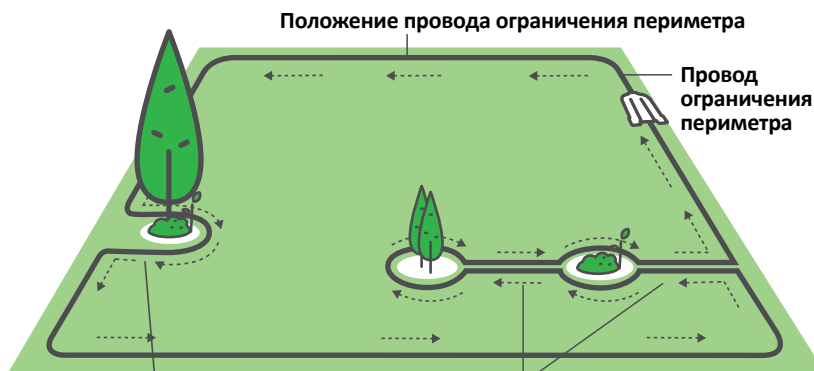 Положение провода ограничения периметра
Провод
ограничения
периметра